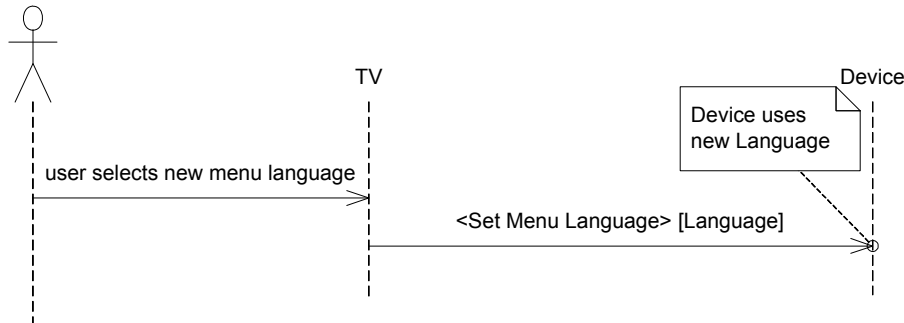 TV
Device
Device uses
new Language
user selects new menu language
<Set Menu Language> [Language]